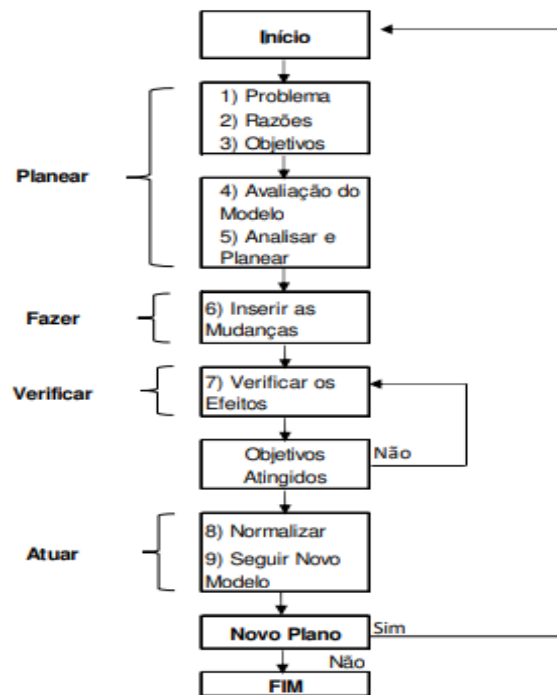 Início
1) Problema
2) Razões
3) Objetivos
Planear
4) Avaliação do
Modelo
5) Analisar e
Planear
Fazer
6) Inserir as
Mudanças
Verificar
7) Verificar os
Efeitos
Objetivos
Atingidos
Não
Atuar
8) Normalizar
9) Seguir Novo
Modelo
Novo Plano
Sim
Não
FIM